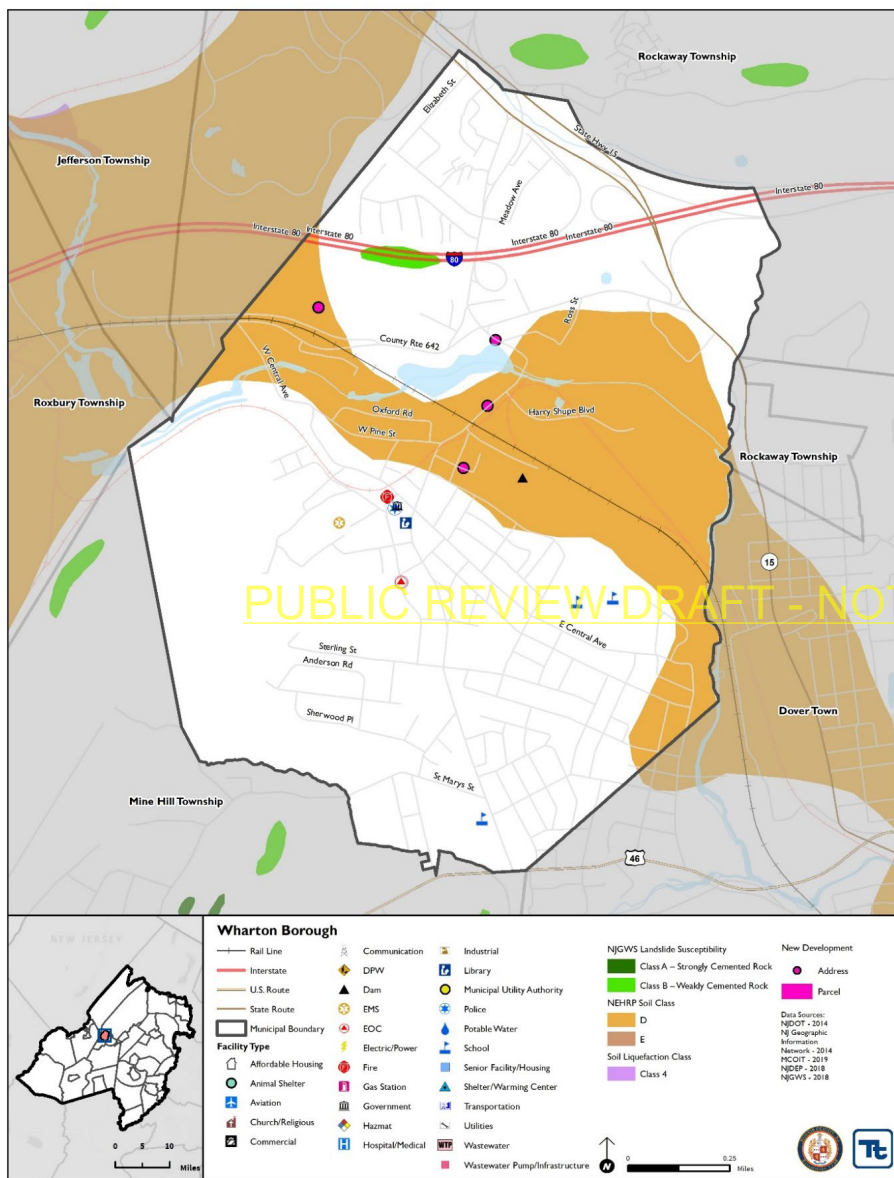 Rockaway Township
Elizabeth St
State Hwy 15
Jefferson Township
Meadow Ave
Interstate 80
Interstate 80
Interstate 80
Interstate 80
Interstate 80
80
Ross St
County Rte 642
W Central Ave
Roxbury Township
Oxford Rd
Harry Shupe Blvd
W Pine St
Rockaway Township
15
PUBLIC REVIEW DRAFT - NOT
E Central Ave
Sterling St
Anderson Rd
Sherwood Pl
Dover Town
St Marys St
Mine Hill Township
46
NEW JERSEY
0 5 10
Miles
Wharton Borough
Rail Line
Interstate
U.S. Route
State Route
Municipal Boundary
Facility Type
Affordable Housing
Animal Shelter
Aviation
Church/Religious
Commercial
Communication
DPW
Dam
EMS
EOC
Electric/Power
Fire
Gas Station
Government
Hazmat
H Hospital/Medical
Industrial
Library
Municipal Utility Authority
Police
Potable Water
School
Senior Facility/Housing
Shelter/Warming Center
Transportation
Utilities
WTP Wastewater
Wastewater Pump/Infrastructure
NJGWS Landslide Susceptibility
Class A – Strongly Cemented Rock
Class B – Weakly Cemented Rock
NEHRP Soil Class
D
E
Soil Liquefaction Class
Class 4
New Development
Address
Parcel
Data Sources:
NJDOT - 2014
NJ Geographic
Information
Network - 2014
MCOIT - 2019
NJDEP - 2018
NJGWS - 2018
N
0 0.25
Miles
Tt